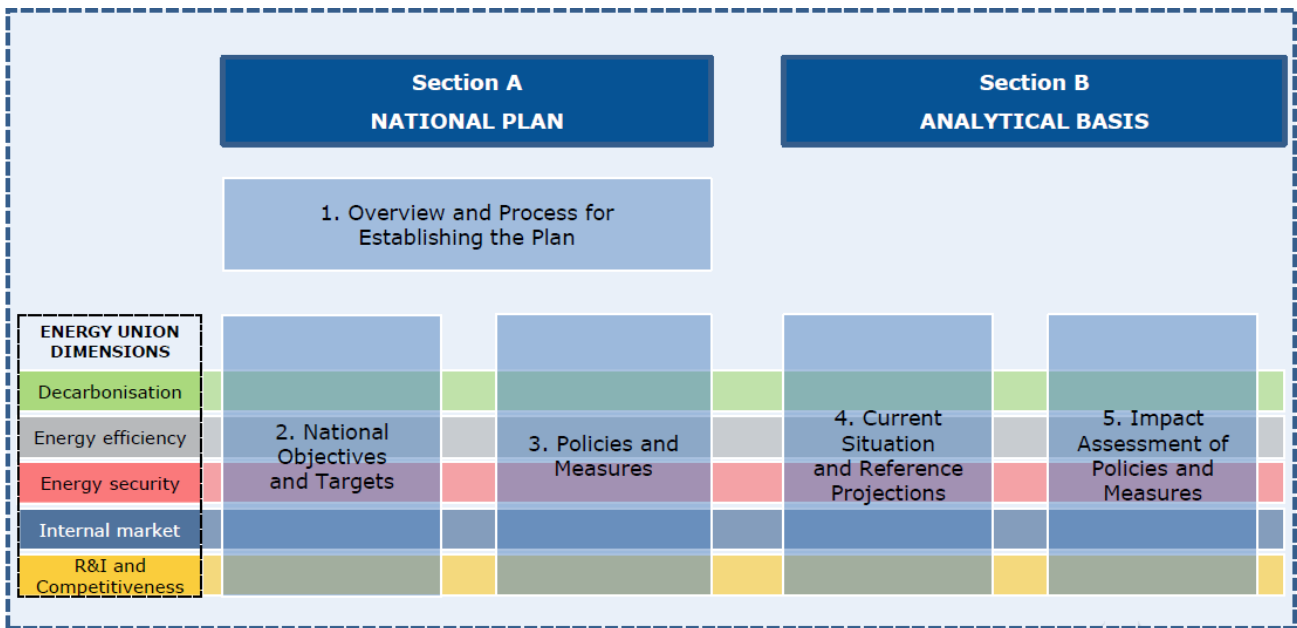 Section A
NATIONAL PLAN
Section B
ANALYTICAL BASIS
1. Overview and Process for
Establishing the Plan
ENERGY UNION
DIMENSIONS
Decarbonisation
Energy efficiency
Energy security
Internal market
R&I and
Competitiveness
2. National
Objectives
and Targets
3. Policies and
Measures
4. Current
Situation
and Reference
Projections
5. Impact
Assessment of
Policies and
Measures